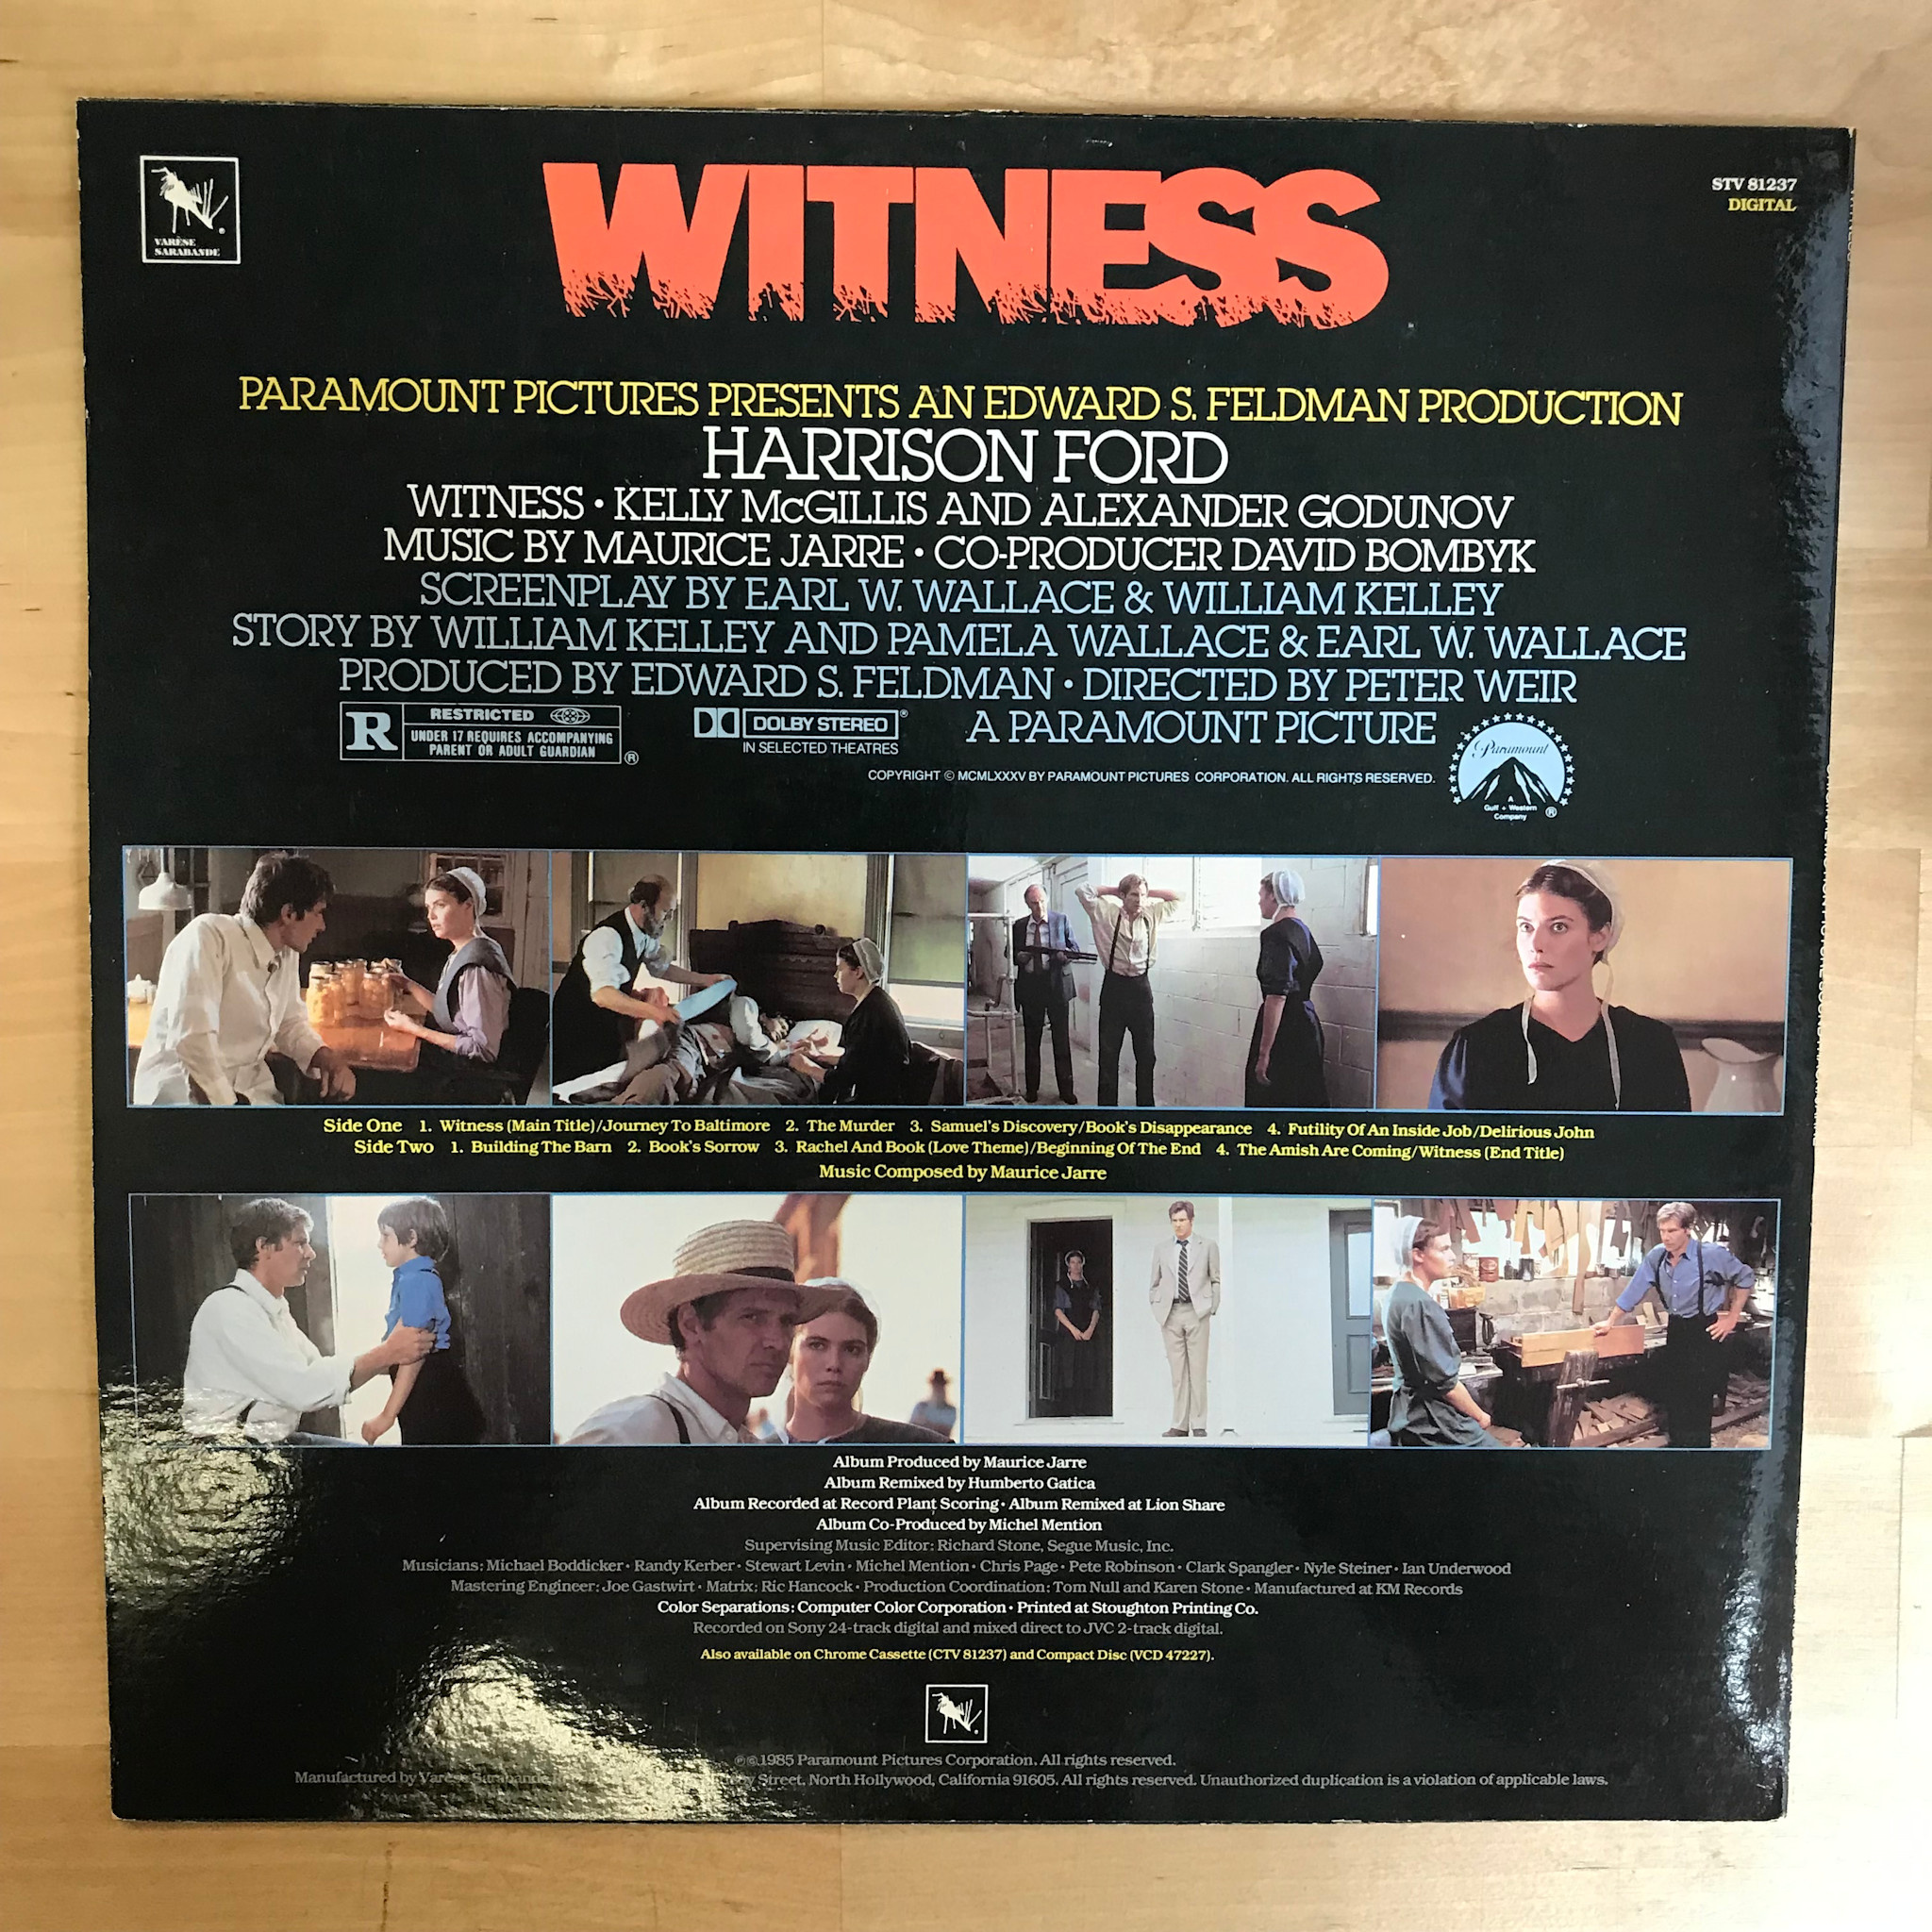 VARÈSE
SARABANDE
WITNESS
STV 81237
DIGITAL
PARAMOUNT PICTURES PRESENTS AN EDWARD S. FELDMAN PRODUCTION
HARRISON FORD
WITNESS • KELLY McGILLIS AND ALEXANDER GODUNOV
MUSIC BY MAURICE JARRE • CO-PRODUCER DAVID BOMBYK
SCREENPLAY BY EARL W. WALLACE & WILLIAM KELLEY
STORY BY WILLIAM KELLEY AND PAMELA WALLACE & EARL W. WALLACE
PRODUCED BY EDWARD S. FELDMAN • DIRECTED BY PETER WEIR
R RESTRICTED
UNDER 17 REQUIRES ACCOMPANYING
PARENT OR ADULT GUARDIAN ®
DOLBY STEREO ®
IN SELECTED THEATRES
A PARAMOUNT PICTURE
Paramount
A
Gulf + Western
Company ®
COPYRIGHT © MCMLXXXV BY PARAMOUNT PICTURES CORPORATION. ALL RIGHTS RESERVED.
Side One 1. Witness (Main Title)/Journey To Baltimore 2. The Murder 3. Samuel's Discovery/Book's Disappearance 4. Futility Of An Inside Job/Delirious John
Side Two 1. Building The Barn 2. Book's Sorrow 3. Rachel And Book (Love Theme)/Beginning Of The End 4. The Amish Are Coming/Witness (End Title)
Music Composed by Maurice Jarre
Album Produced by Maurice Jarre
Album Remixed by Humberto Gatica
Album Recorded at Record Plant Scoring • Album Remixed at Lion Share
Album Co-Produced by Michel Mention
Supervising Music Editor: Richard Stone, Segue Music, Inc.
Musicians: Michael Boddicker • Randy Kerber • Stewart Levin • Michel Mention • Chris Page • Pete Robinson • Clark Spangler • Nyle Steiner • Ian Underwood
Mastering Engineer: Joe Gastwirt • Matrix: Ric Hancock • Production Coordination: Tom Null and Karen Stone • Manufactured at KM Records
Color Separations: Computer Color Corporation • Printed at Stoughton Printing Co.
Recorded on Sony 24-track digital and mixed direct to JVC 2-track digital.
Also available on Chrome Cassette (CTV 81237) and Compact Disc (VCD 47227).
℗©1985 Paramount Pictures Corporation. All rights reserved.
Manufactured by Varèse Sarabande Street, North Hollywood, California 91605. All rights reserved. Unauthorized duplication is a violation of applicable laws.